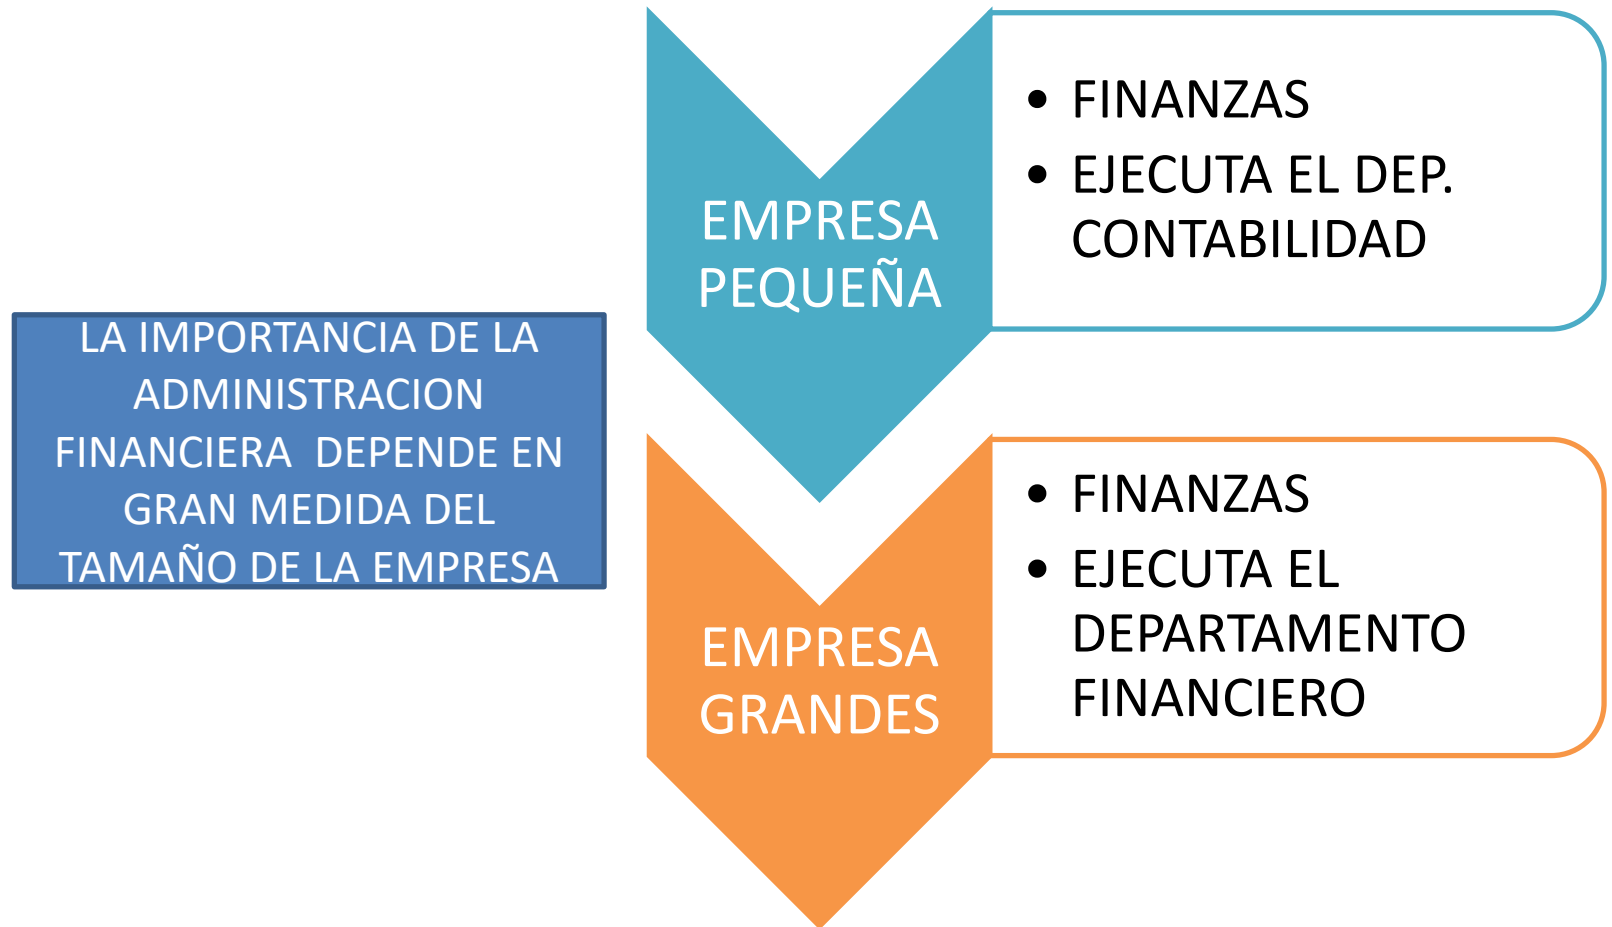 LA IMPORTANCIA DE LA
ADMINISTRACION
FINANCIERA  DEPENDE EN
GRAN MEDIDA DEL
TAMAÑO DE LA EMPRESA
EMPRESA
PEQUEÑA
• FINANZAS
• EJECUTA EL DEP.
CONTABILIDAD
EMPRESA
GRANDES
• FINANZAS
• EJECUTA EL
DEPARTAMENTO
FINANCIERO